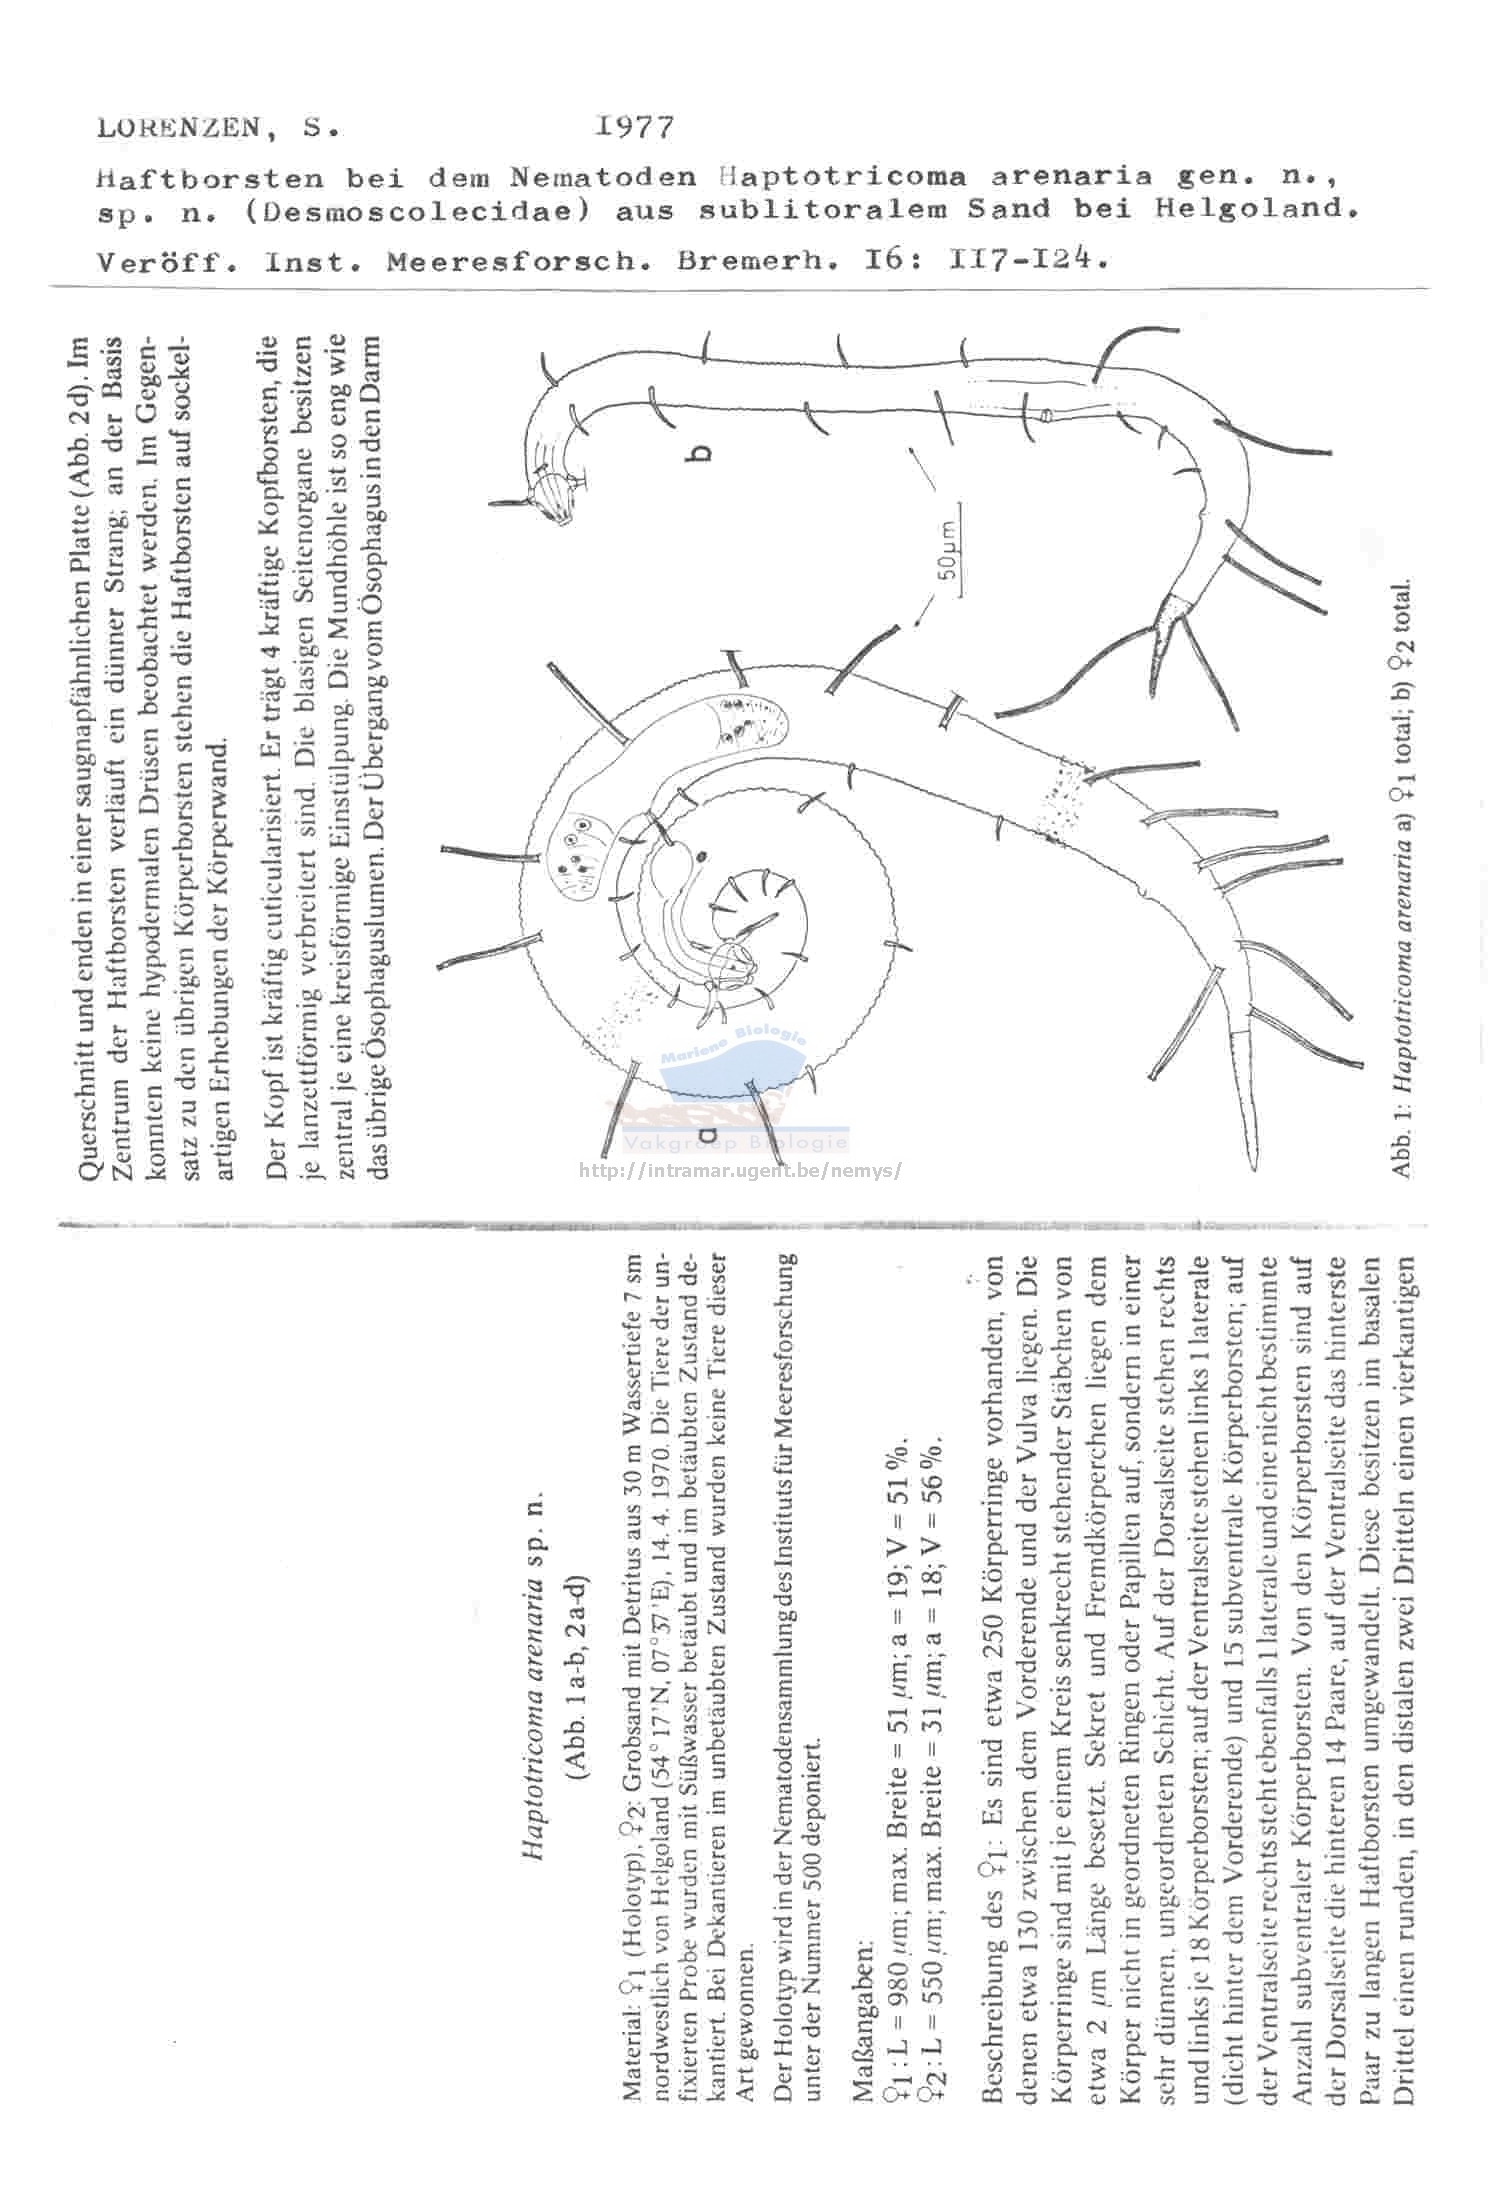 LORENZEN, S. I977
Haftborsten bei dem Nematoden Haptotricoma arenaria gen. n.,
sp. n. (Desmoscolecidae) aus sublitoralem Sand bei Helgoland.
Veröff. Inst. Meeresforsch. Bremerh. I6: II7-I24.
Haptotricoma arenaria sp. n.
(Abb. 1a-b, 2a-d)
Material: ♀1 (Holotyp), ♀2: Grobsand mit Detritus aus 30 m Wassertiefe 7 sm
nordwestlich von Helgoland (54°17'N, 07°37'E), 14. 4. 1970. Die Tiere der un-
fixierten Probe wurden mit Süßwasser betäubt und im betäubten Zustand de-
kantiert. Bei Dekantieren im unbetäubten Zustand wurden keine Tiere dieser
Art gewonnen.
Der Holotyp wird in der Nematodensammlung des Instituts für Meeresforschung
unter der Nummer 500 deponiert.
Maßangaben:
♀1: L = 980 µm; max. Breite = 51 µm; a = 19; V = 51 %.
♀2: L = 550 µm; max. Breite = 31 µm; a = 18; V = 56 %.
Beschreibung des ♀1: Es sind etwa 250 Körperringe vorhanden, von
denen etwa 130 zwischen dem Vorderende und der Vulva liegen. Die
Körperringe sind mit je einem Kreis senkrecht stehender Stäbchen von
etwa 2 µm Länge besetzt. Sekret und Fremdkörperchen liegen dem
Körper nicht in geordneten Ringen oder Papillen auf, sondern in einer
sehr dünnen, ungeordneten Schicht. Auf der Dorsalseite stehen rechts
und links je 18 Körperborsten; auf der Ventralseite stehen links 1 laterale
(dicht hinter dem Vorderende) und 15 subventrale Körperborsten; auf
der Ventralseite rechts steht ebenfalls 1 laterale und eine nicht bestimmte
Anzahl subventraler Körperborsten. Von den Körperborsten sind auf
der Dorsalseite die hinteren 14 Paare, auf der Ventralseite das hinterste
Paar zu langen Haftborsten umgewandelt. Diese besitzen im basalen
Drittel einen runden, in den distalen zwei Dritteln einen vierkantigen
Querschnitt und enden in einer saugnapfähnlichen Platte (Abb. 2d). Im
Zentrum der Haftborsten verläuft ein dünner Strang; an der Basis
konnten keine hypodermalen Drüsen beobachtet werden. Im Gegen-
satz zu den übrigen Körperborsten stehen die Haftborsten auf sockel-
artigen Erhebungen der Körperwand.
Der Kopf ist kräftig cuticularisiert. Er trägt 4 kräftige Kopfborsten, die
je lanzettförmig verbreitert sind. Die blasigen Seitenorgane besitzen
zentral je eine kreisförmige Einstülpung. Die Mundhöhle ist so eng wie
das übrige Ösophaguslumen. Der Übergang vom Ösophagus in den Darm
a
b
50µm
Marine Biologie
Vakgroep Biologie
http://intramar.ugent.be/nemys/
Abb. 1: Haptotricoma arenaria a) ♀1 total; b) ♀2 total.